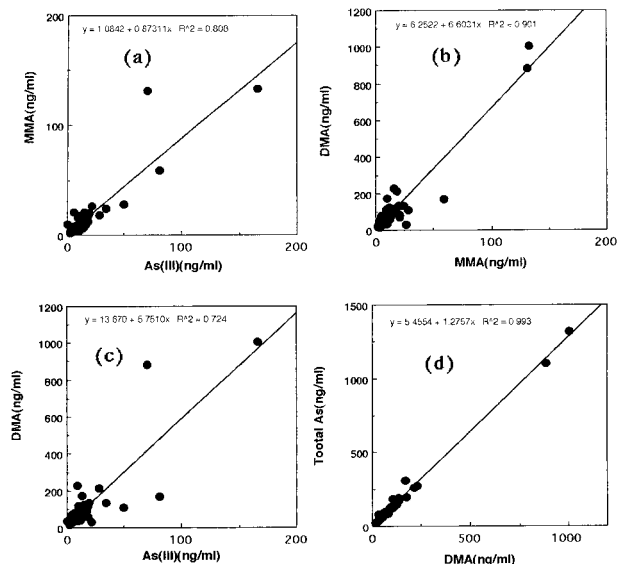 y = 1.0842 + 0.87311x R^2 = 0.808
(a)
200
100
0
MMA(ng/ml)
0 100 200
As(III)(ng/ml)
y = 6.2522 + 6.6031x R^2 = 0.901
(b)
1200
1000
800
600
400
200
0
DMA(ng/ml)
0 100 200
MMA(ng/ml)
y = 13.670 + 5.7510x R^2 = 0.724
(c)
1200
1000
800
600
400
200
0
DMA(ng/ml)
0 100 200
As(III)(ng/ml)
y = 5.4554 + 1.2757x R^2 = 0.993
(d)
1500
1000
500
0
Tootal As(ng/ml)
0 500 1000
DMA(ng/ml)